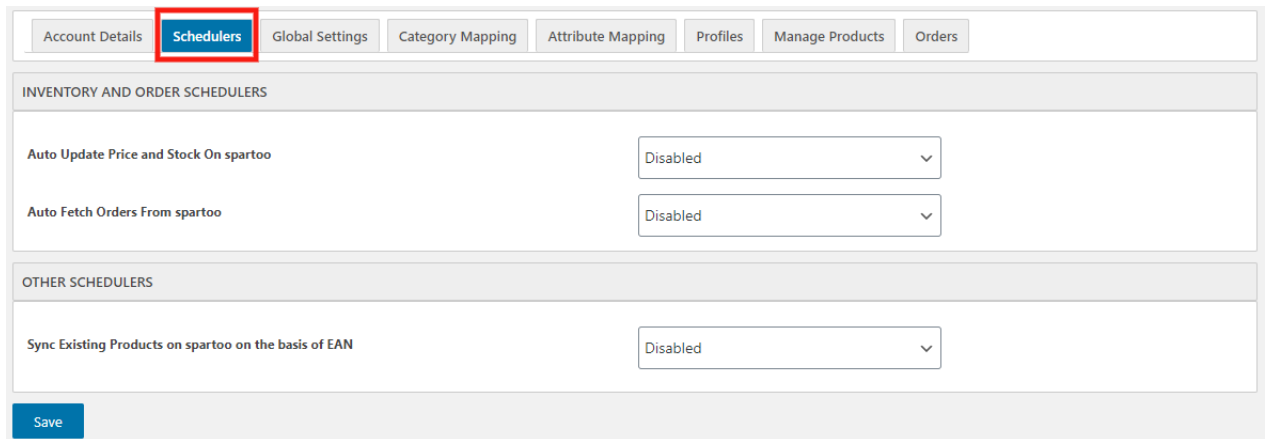 Account Details Schedulers Global Settings Category Mapping Attribute Mapping Profiles Manage Products Orders
INVENTORY AND ORDER SCHEDULERS
Auto Update Price and Stock On spartoo Disabled
Auto Fetch Orders From spartoo Disabled
OTHER SCHEDULERS
Sync Existing Products on spartoo on the basis of EAN Disabled
Save